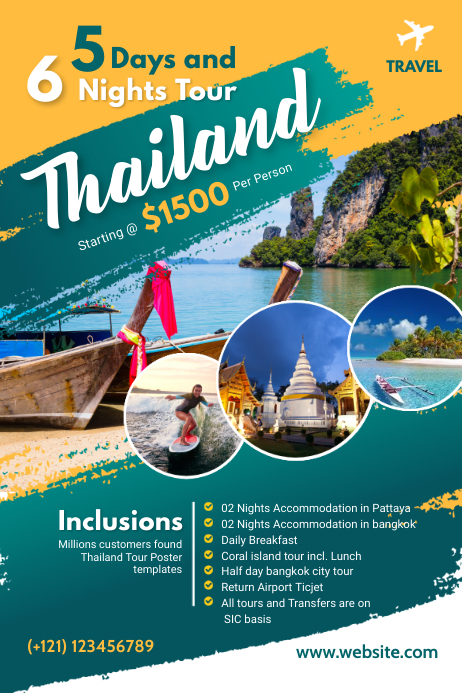 5 Days and
6 Nights Tour
TRAVEL
Thailand
Starting @ $1500 Per Person
Inclusions
Millions customers found
Thailand Tour Poster
templates
02 Nights Accommodation in Pattaya
02 Nights Accommodation in bangkok
Daily Breakfast
Coral island tour incl. Lunch
Half day bangkok city tour
Return Airport Ticjet
All tours and Transfers are on
SIC basis
(+121) 123456789
www.website.com